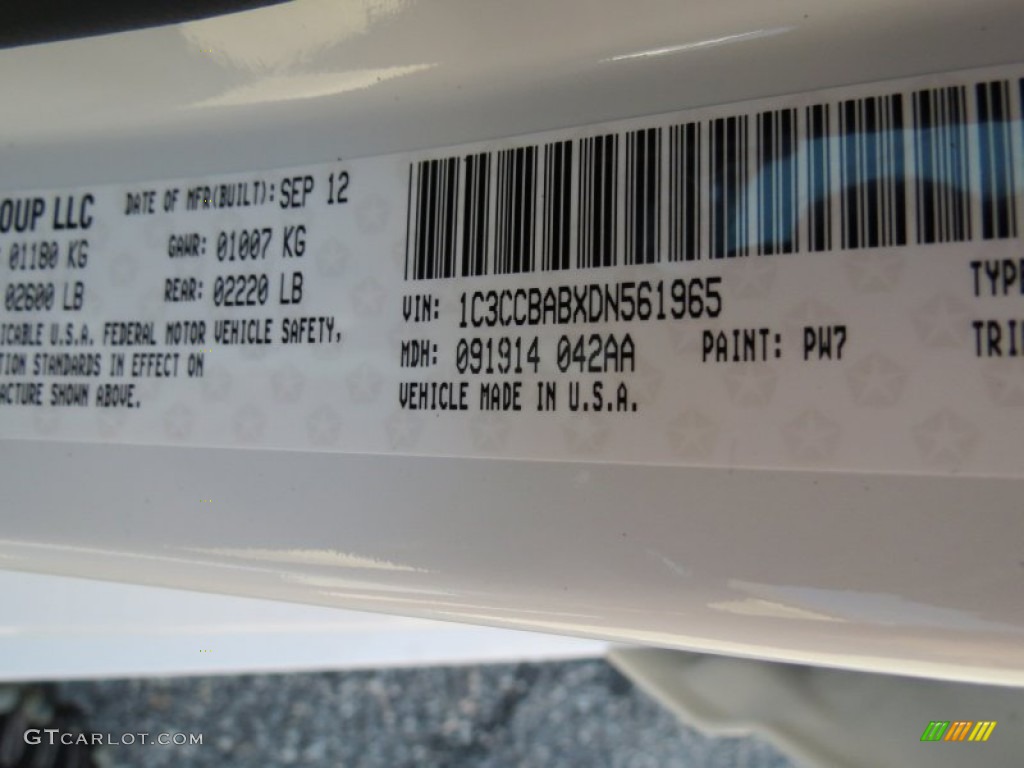 OUP LLC DATE OF MFR(BUILT): SEP 12
01180 KG GAWR: 01007 KG
02600 LB REAR: 02220 LB
ICABLE U.S.A. FEDERAL MOTOR VEHICLE SAFETY,
TION STANDARDS IN EFFECT ON
ACTURE SHOWN ABOVE.
VIN: 1C3CCBABXDN561965 TYPE
MDH: 091914 042AA PAINT: PW7 TRI
VEHICLE MADE IN U.S.A.
GTCARLOT.COM